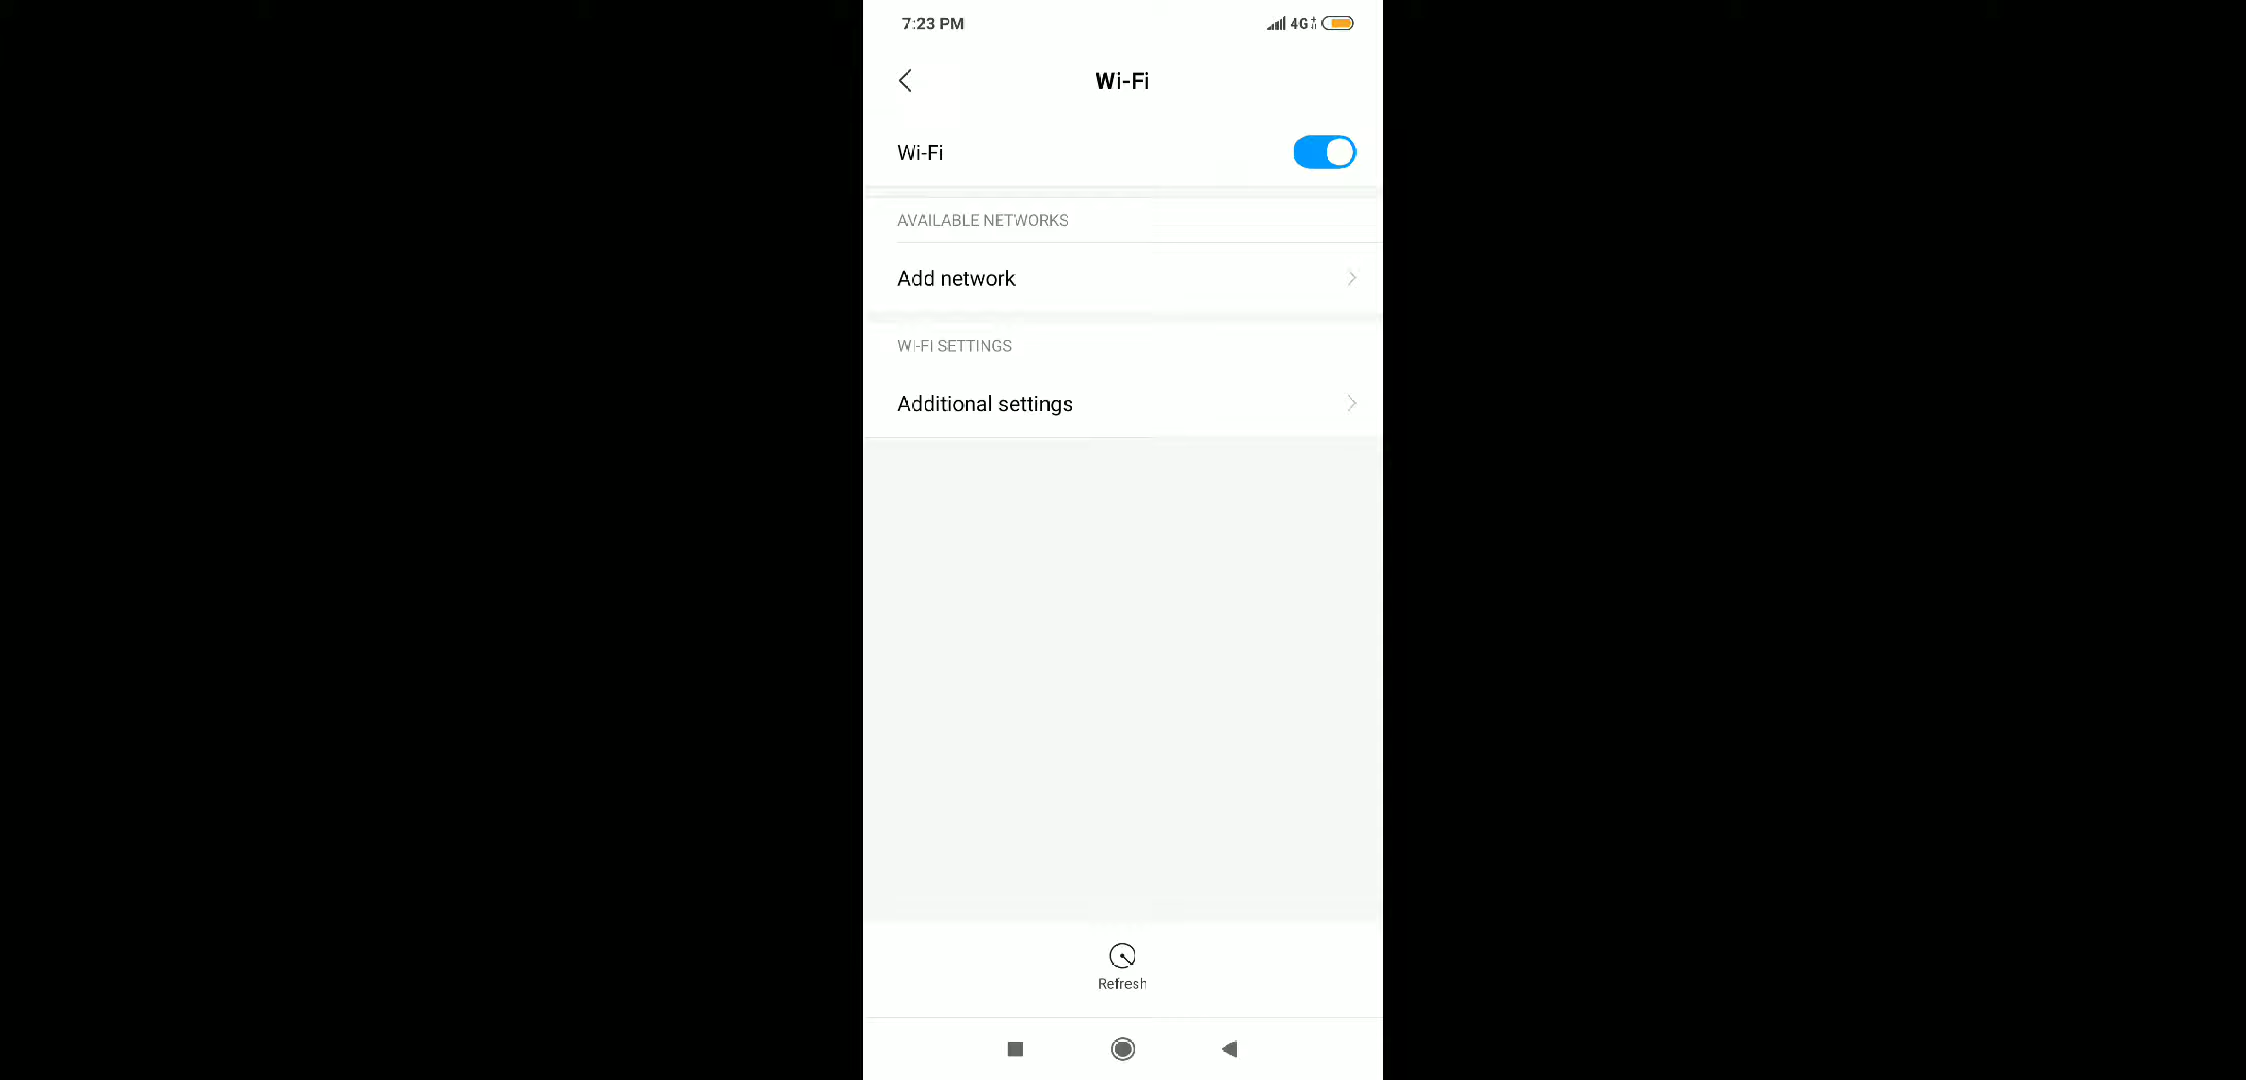 7:23 PM
4G
Wi-Fi
Wi-Fi
AVAILABLE NETWORKS
Add network
WI-FI SETTINGS
Additional settings
Refresh